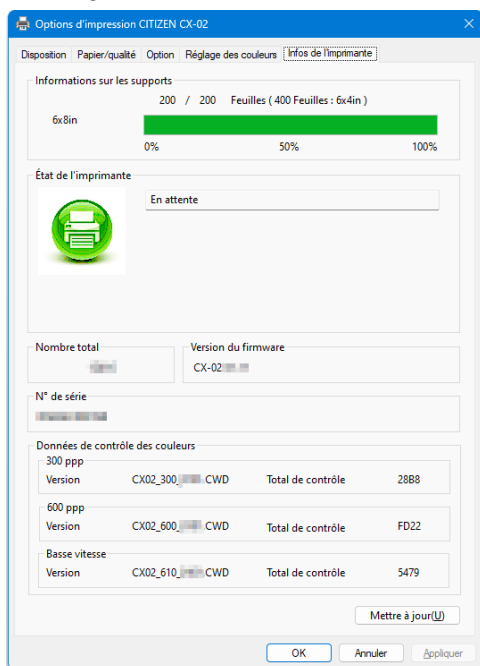 Options d'impression CITIZEN CX-02
Disposition Papier/qualité Option Réglage des couleurs Infos de l'imprimante
Informations sur les supports
200 / 200 Feuilles ( 400 Feuilles : 6x4in )
6x8in
0% 50% 100%
État de l'imprimante
En attente
Nombre total Version du firmware
CX-02
N° de série
Données de contrôle des couleurs
300 ppp
Version CX02_300_ .CWD Total de contrôle 28B8
600 ppp
Version CX02_600_ .CWD Total de contrôle FD22
Basse vitesse
Version CX02_610_ .CWD Total de contrôle 5479
Mettre à jour(U)
OK Annuler Appliquer